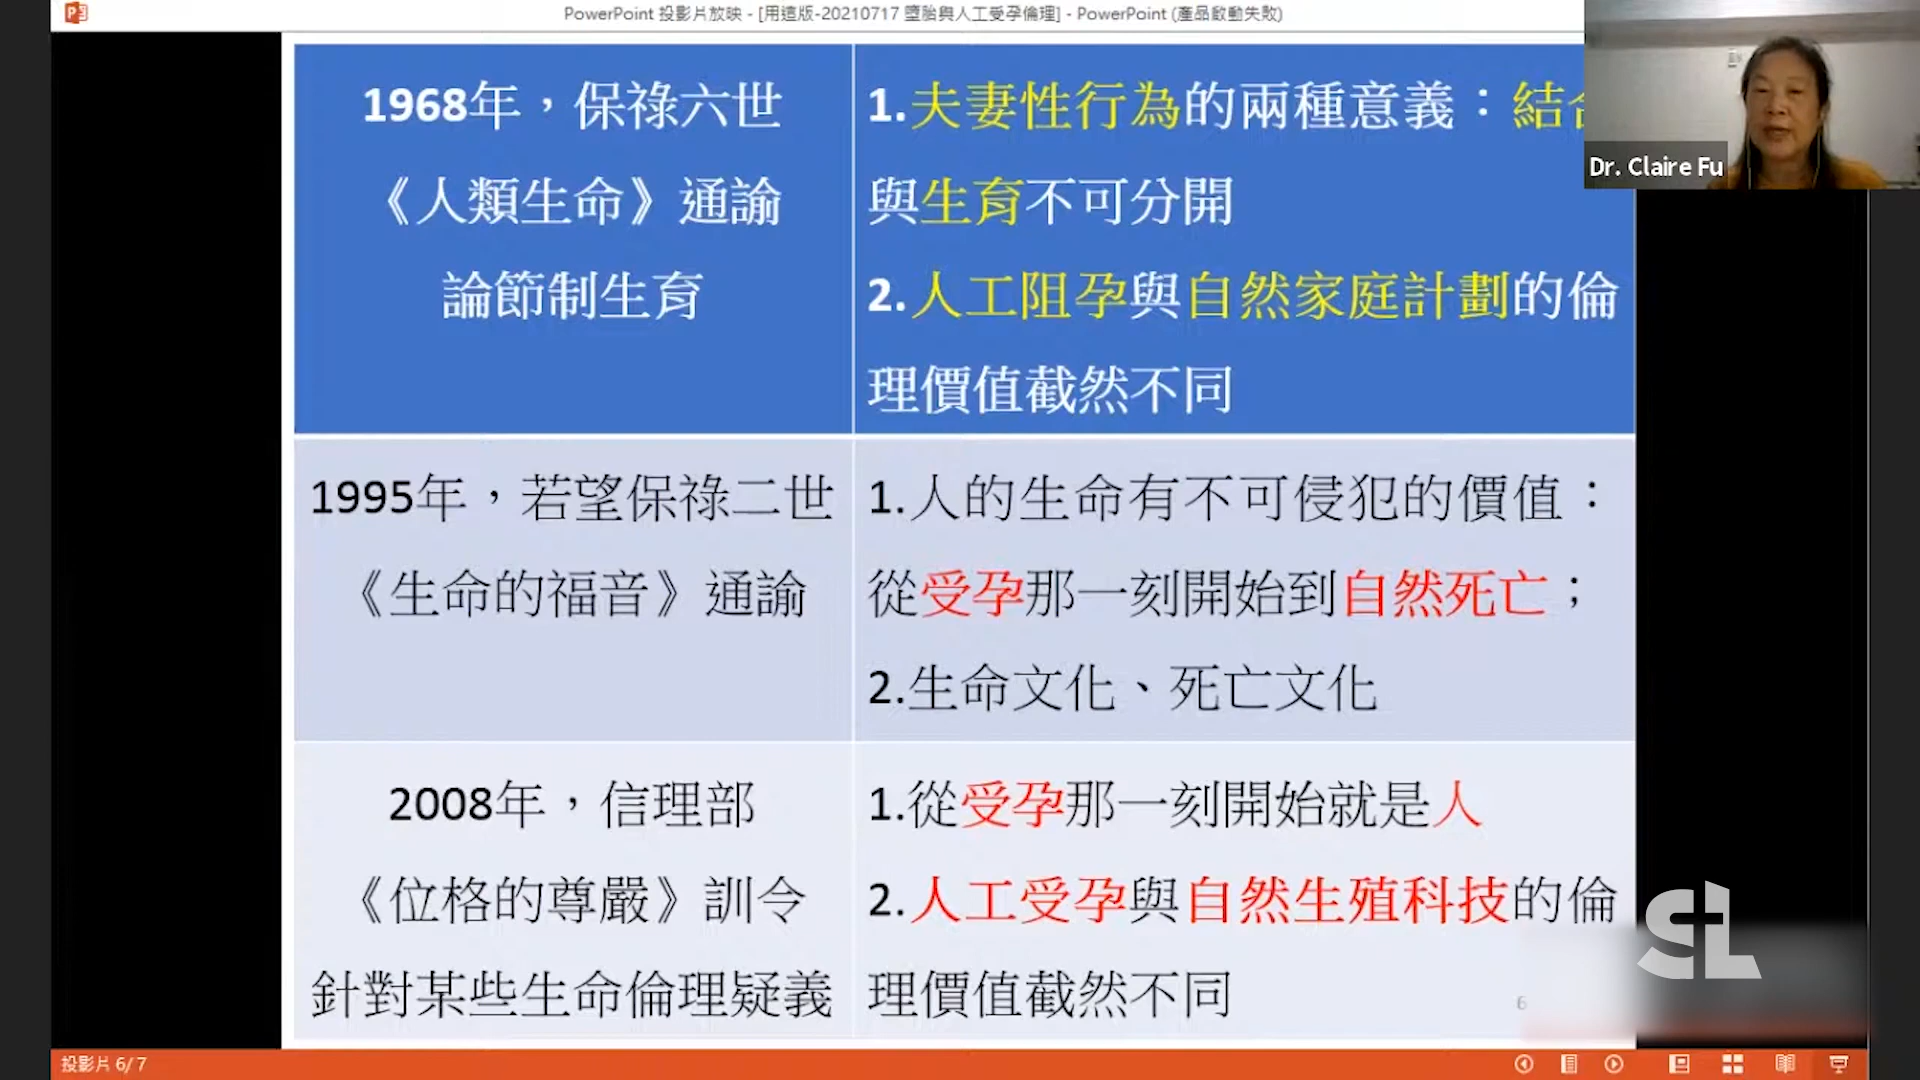 PowerPoint 投影片放映 - [用這版-20210717 墮胎與人工受孕倫理] - PowerPoint (產品啟動失敗)
1968年，保祿六世
《人類生命》通諭
論節制生育
1.夫妻性行為的兩種意義：結合
與生育不可分開
2.人工阻孕與自然家庭計劃的倫
理價值截然不同
1995年，若望保祿二世
《生命的福音》通諭
1.人的生命有不可侵犯的價值：
從受孕那一刻開始到自然死亡；
2.生命文化、死亡文化
2008年，信理部
《位格的尊嚴》訓令
針對某些生命倫理疑義
1.從受孕那一刻開始就是人
2.人工受孕與自然生殖科技的倫
理價值截然不同
6
Dr. Claire Fu
SL
投影片 6/7